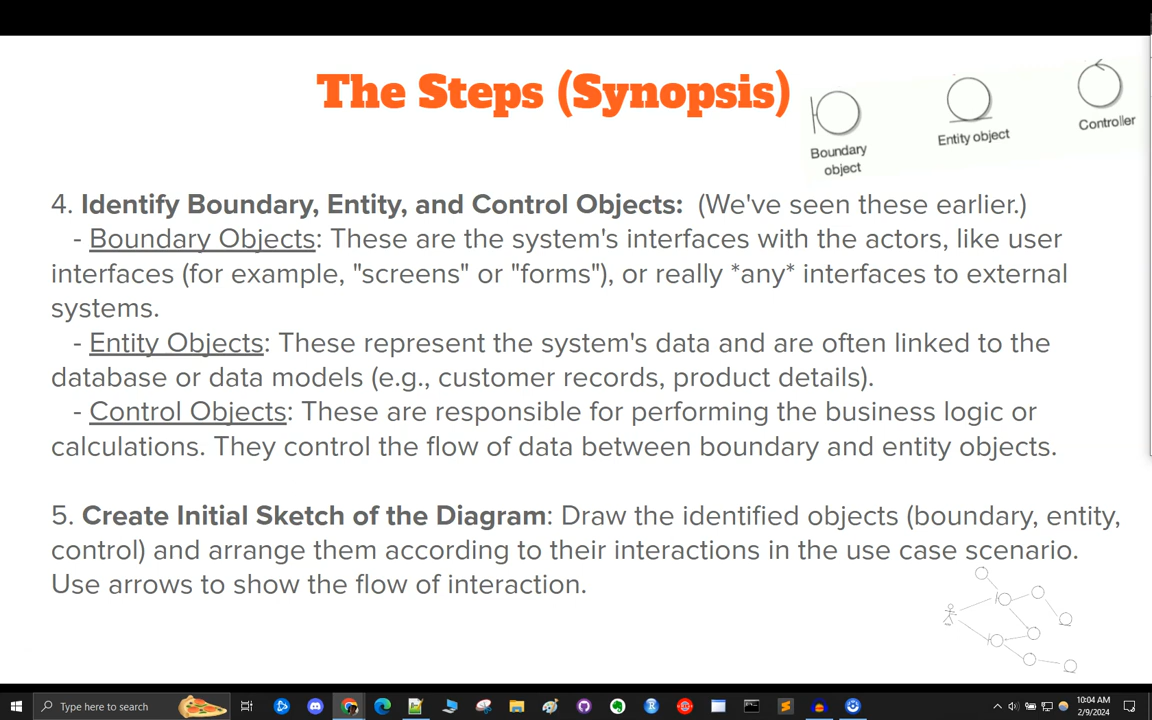 The Steps (Synopsis)
Boundary
object
Entity object
Controller
4. Identify Boundary, Entity, and Control Objects:  (We've seen these earlier.)
- Boundary Objects: These are the system's interfaces with the actors, like user
interfaces (for example, "screens" or "forms"), or really *any* interfaces to external
systems.
- Entity Objects: These represent the system's data and are often linked to the
database or data models (e.g., customer records, product details).
- Control Objects: These are responsible for performing the business logic or
calculations. They control the flow of data between boundary and entity objects.
5. Create Initial Sketch of the Diagram: Draw the identified objects (boundary, entity,
control) and arrange them according to their interactions in the use case scenario.
Use arrows to show the flow of interaction.
Type here to search
10:04 AM
2/9/2024